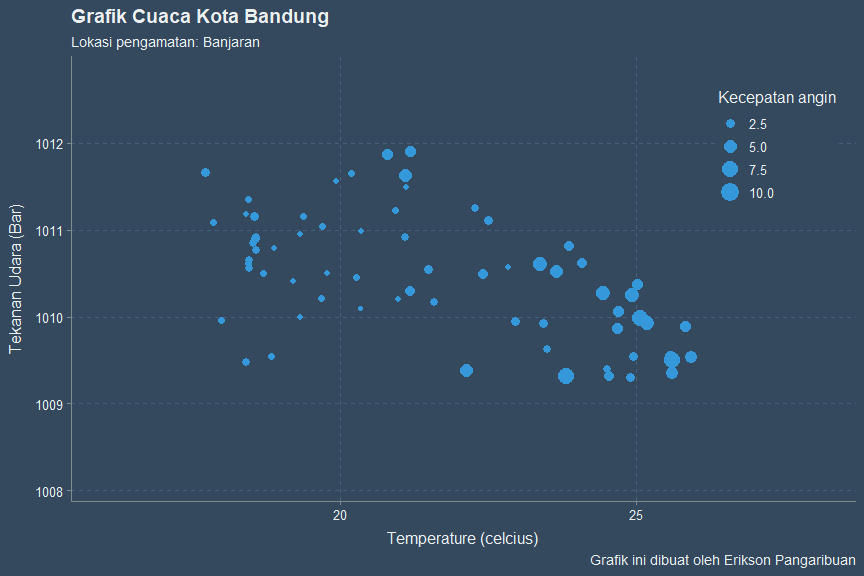 Grafik Cuaca Kota Bandung
Lokasi pengamatan: Banjaran
Kecepatan angin
2.5
5.0
7.5
10.0
Tekanan Udara (Bar)
1012
1011
1010
1009
1008
20 25
Temperature (celcius)
Grafik ini dibuat oleh Erikson Pangaribuan